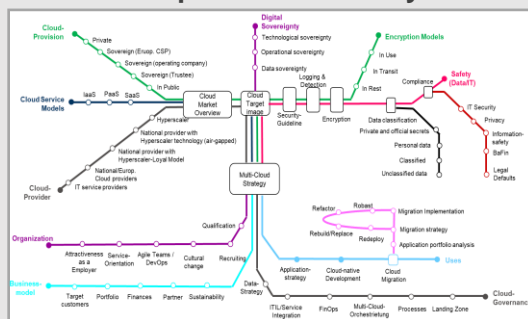 Cloud-
Provision
Private
Sovereign (Eruop. CSP)
Sovereign (operating company)
Sovereign (Trustee)
In Public
Digital
Sovereignty
Technological sovereignty
Operational sovereignty
Data sovereignty
Encryption Models
In Use
In Transit
In Rest
Logging &
Detection
Safety
(Data/IT)
Compliance
Cloud Service
Models
IaaS
PaaS
SaaS
Cloud
Market
Overview
Cloud
Target
image
Security-
Guideline
Encryption
Data classification
Private and official secrets
Personal data
Classified
Unclassified data
IT Security
Privacy
Information-
safety
BaFin
Legal
Defaults
Hyperscaler
National provider with
Hyperscaler technology (air-gapped)
National provider with
Hyperscaler-Loyal Model
National/Europ.
Cloud providers
IT service providers
Cloud-
Provider
Multi-Cloud
Strategy
Refactor
Robast
Rebuild/Replace
Redeploy
Migration Implementation
Migration strategy
Application portfolio analysis
Organization
Attractiveness
as a
Employer
Service-
Orientation
Agile Teams /
DevOps
Cultural
change
Qualification
Recruiting
Application-
strategy
Cloud-native
Development
Cloud
Migration
Uses
Business-
model
Target
customers
Portfolio
Finances
Partner
Sustainability
Data-
Strategy
ITIL/Service
Integration
FinOps
Multi-Cloud-
Orchestrietung
Processes
Landing Zone
Cloud-
Governance